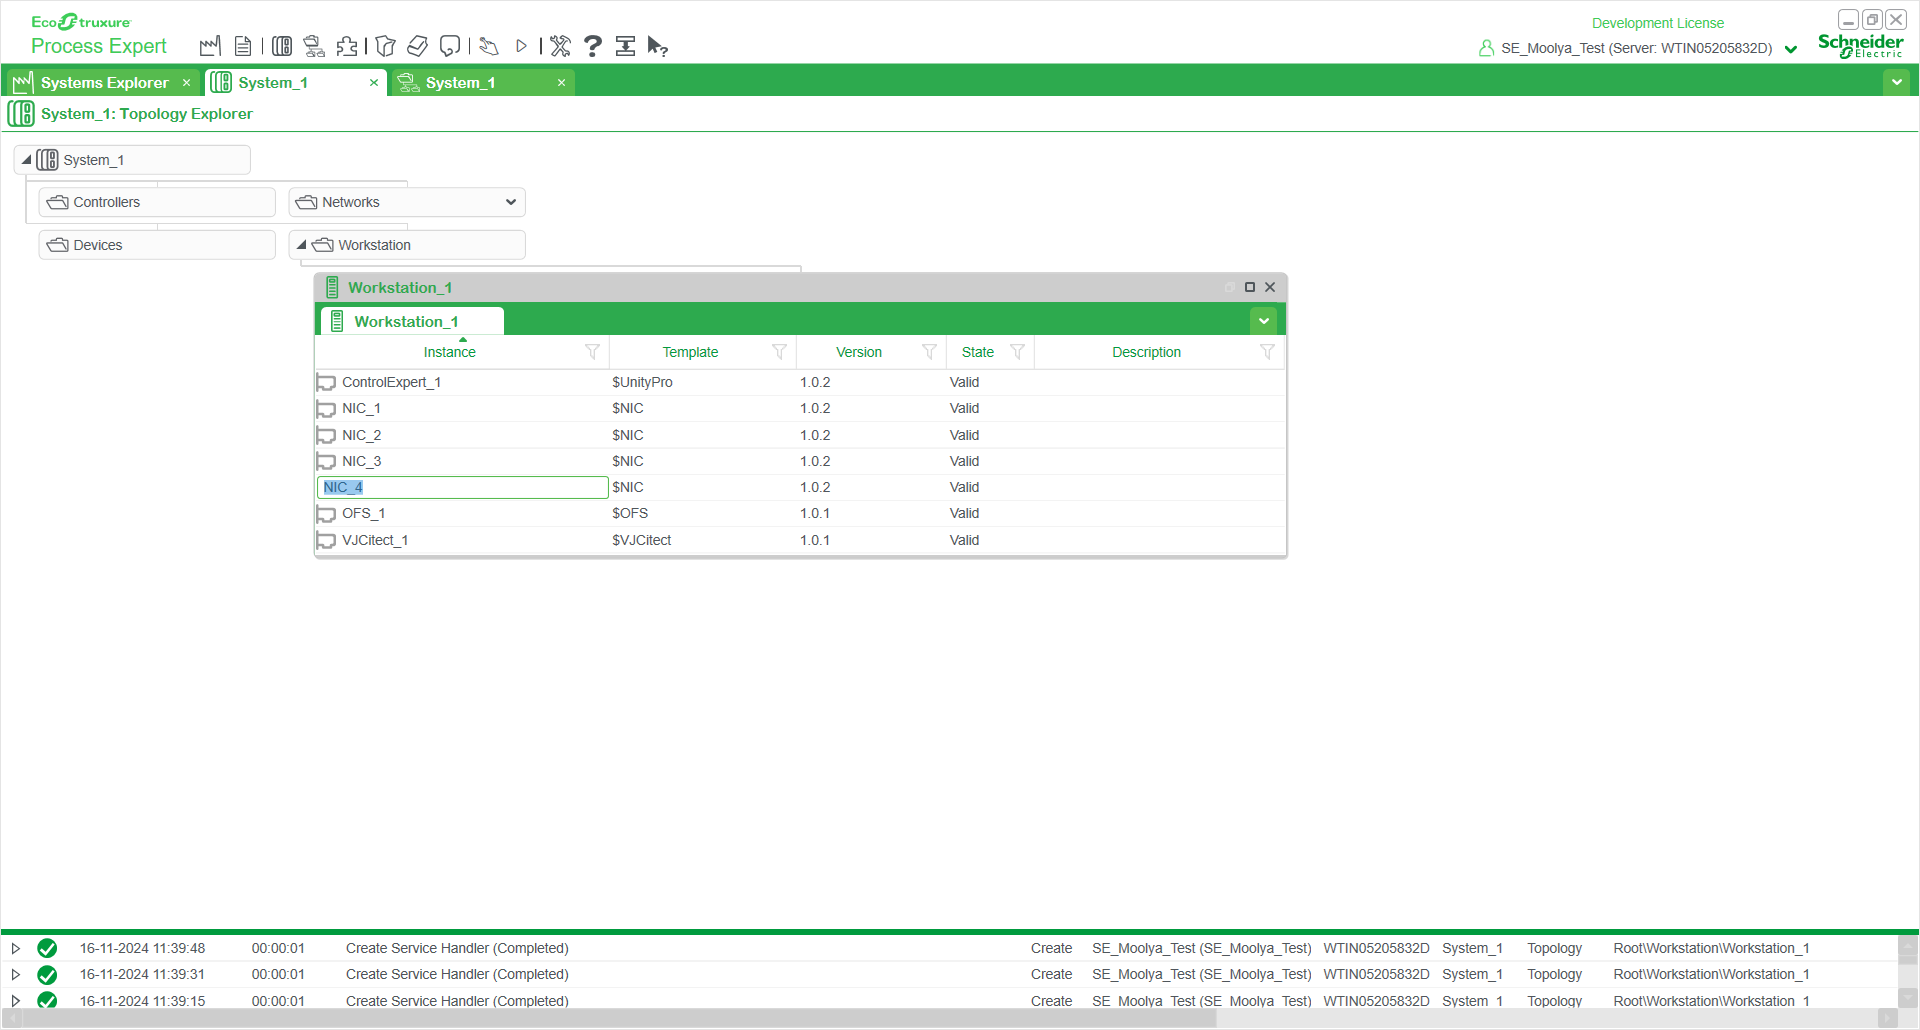 EcoStruxure
Process Expert
Development License
SE_Moolya_Test (Server: WTIN05205832D)
Schneider
Electric
Systems Explorer
System_1
System_1
System_1: Topology Explorer
System_1
Controllers
Networks
Devices
Workstation
Workstation_1
Workstation_1
Instance Template Version State Description
ControlExpert_1 $UnityPro 1.0.2 Valid
NIC_1 $NIC 1.0.2 Valid
NIC_2 $NIC 1.0.2 Valid
NIC_3 $NIC 1.0.2 Valid
NIC_4 $NIC 1.0.2 Valid
OFS_1 $OFS 1.0.1 Valid
VJCitect_1 $VJCitect 1.0.1 Valid
16-11-2024 11:39:48 00:00:01 Create Service Handler (Completed) Create SE_Moolya_Test (SE_Moolya_Test) WTIN05205832D System_1 Topology Root\Workstation\Workstation_1
16-11-2024 11:39:31 00:00:01 Create Service Handler (Completed) Create SE_Moolya_Test (SE_Moolya_Test) WTIN05205832D System_1 Topology Root\Workstation\Workstation_1
16-11-2024 11:39:15 00:00:01 Create Service Handler (Completed) Create SE_Moolya_Test (SE_Moolya_Test) WTIN05205832D System_1 Topology Root\Workstation\Workstation_1